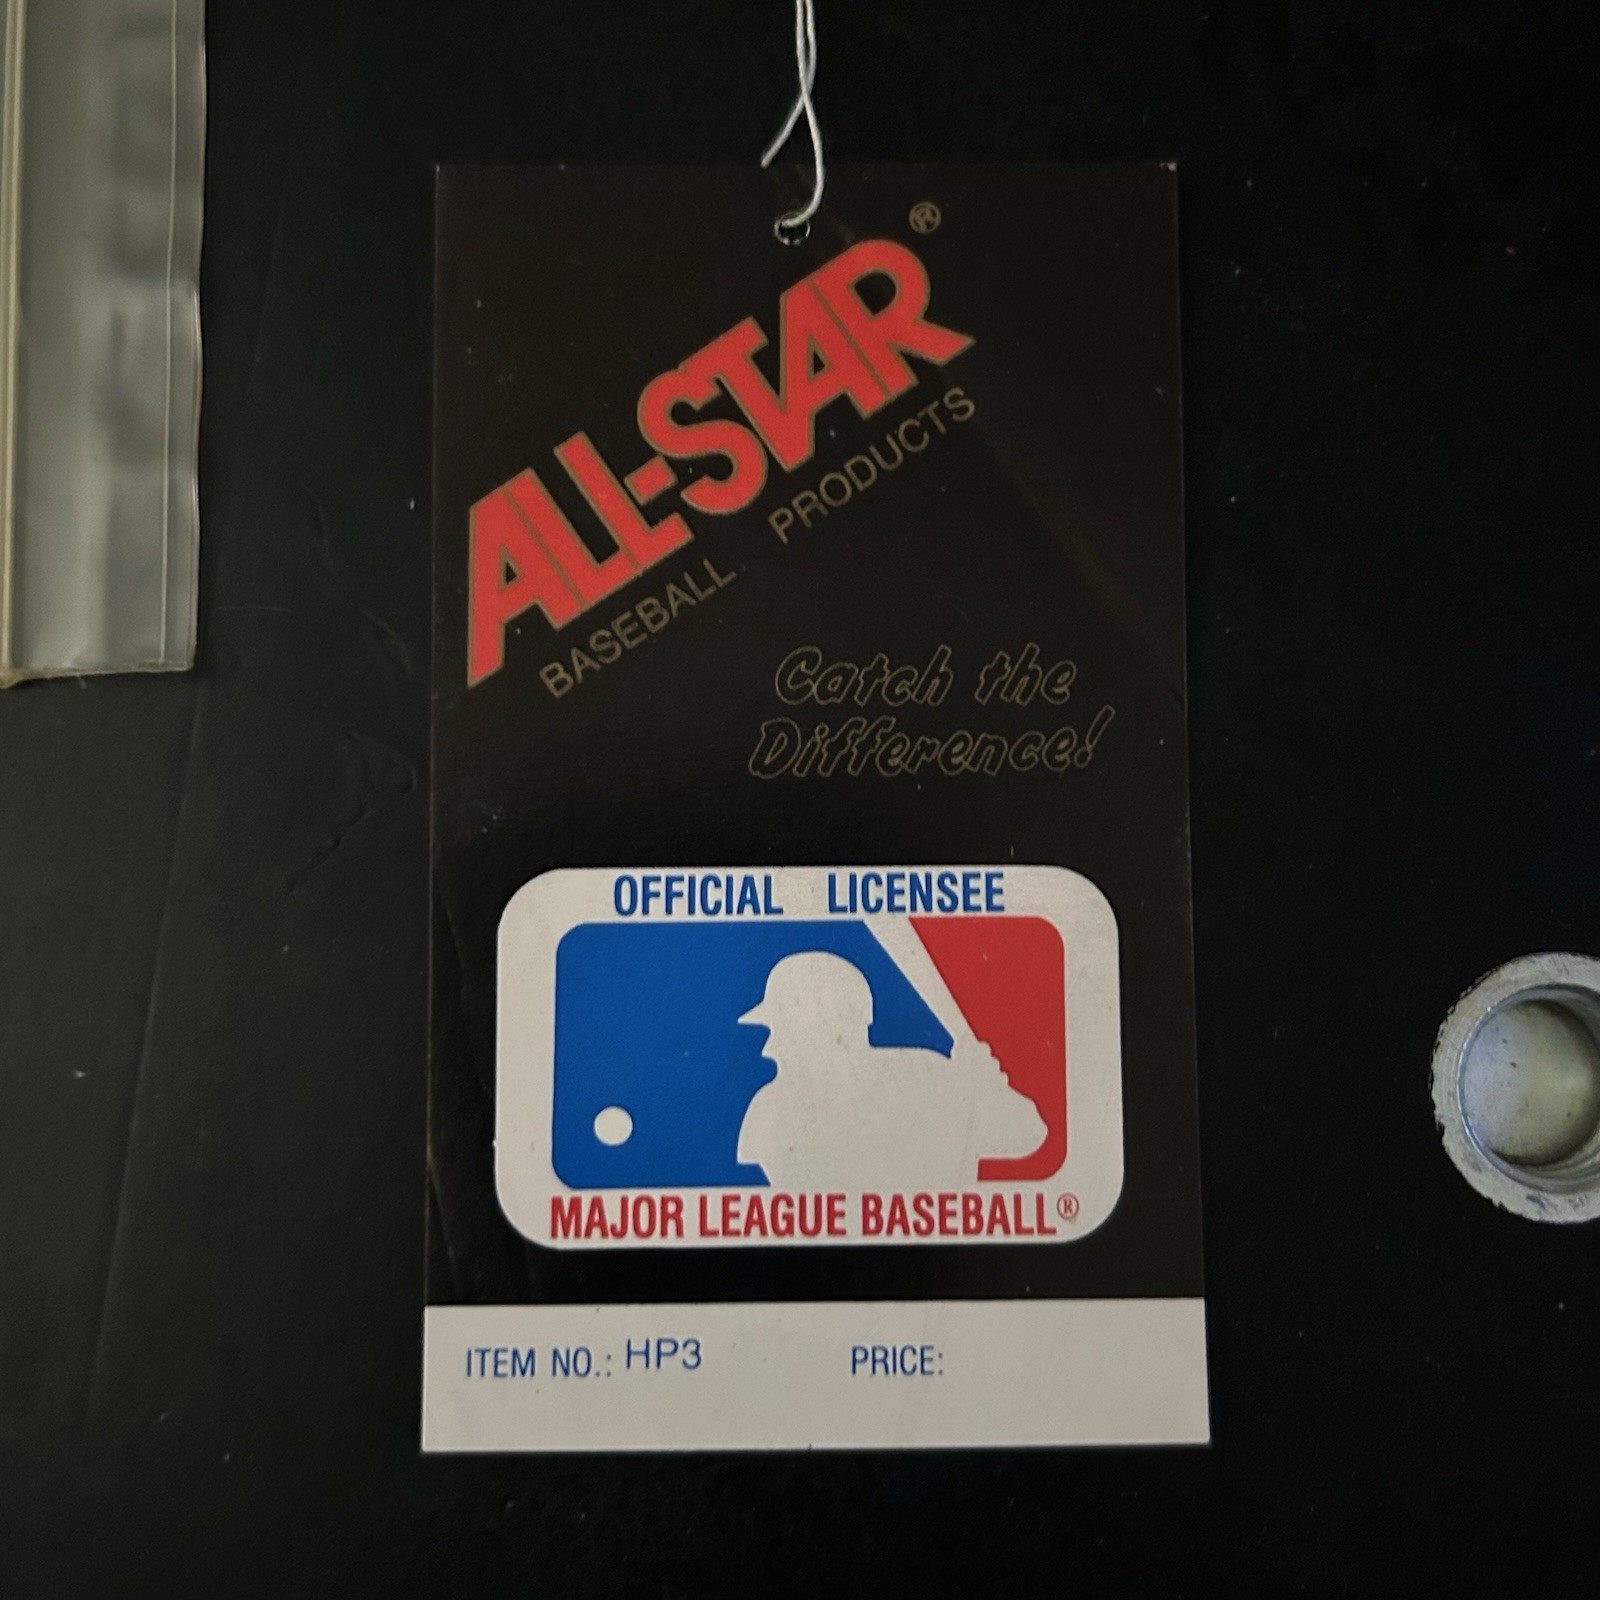 ALL-STAR®
BASEBALL PRODUCTS
Catch the
Difference!
OFFICIAL LICENSEE
MAJOR LEAGUE BASEBALL®
ITEM NO.: HP3 PRICE: